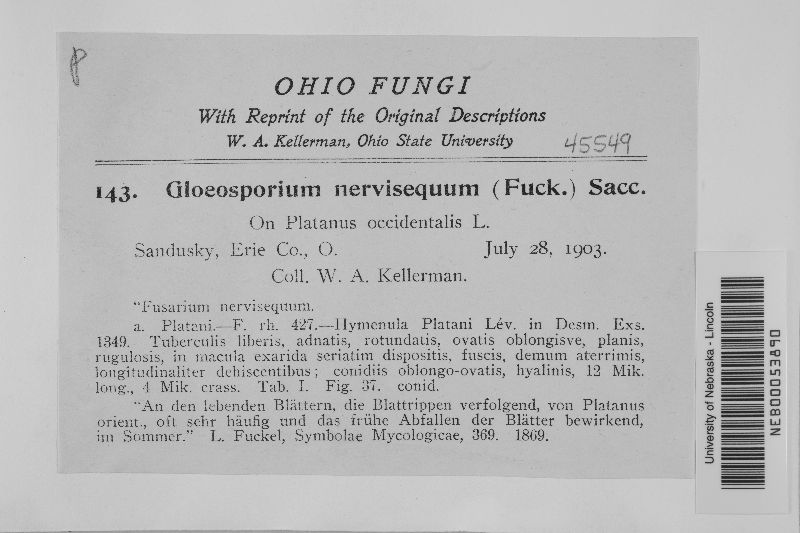 P
OHIO FUNGI
With Reprint of the Original Descriptions
W. A. Kellerman, Ohio State University
45549
143. Gloeosporium nervisequum (Fuck.) Sacc.
On Platanus occidentalis L.
Sandusky, Erie Co., O. July 28, 1903.
Coll. W. A. Kellerman.
"Fusarium nervisequum.
a. Platani.—F. rh. 427.—Hymenula Platani Lév. in Desm. Exs.
1349. Tuberculis liberis, adnatis, rotundatis, ovatis oblongisve, planis,
rugulosis, in macula exarida seriatim dispositis, fuscis, demum aterrimis,
longitudinaliter dehiscentibus; conidiis oblongo-ovatis, hyalinis, 12 Mik.
long., 4 Mik. crass. Tab. I. Fig. 37. conid.
"An den lebenden Blättern, die Blattrippen verfolgend, von Platanus
orient., oft sehr häufig und das frühe Abfallen der Blätter bewirkend,
im Sommer." L. Fuckel, Symbolae Mycologicae, 369. 1869.
University of Nebraska - Lincoln
NEB00053890